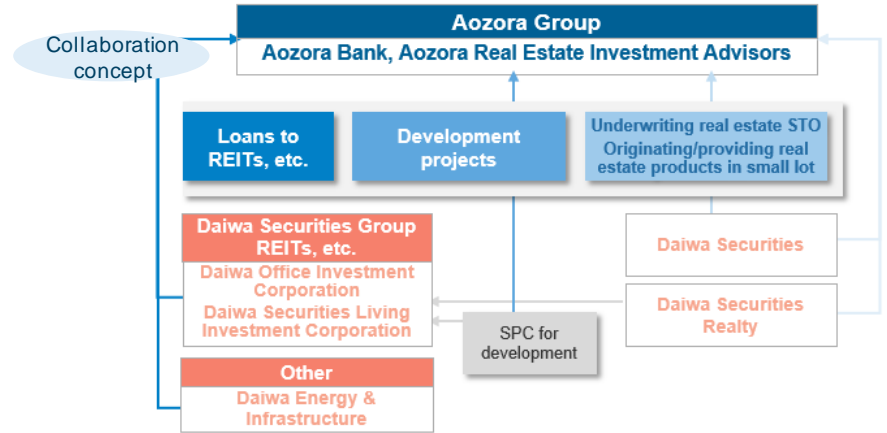 Collaboration
concept
Aozora Group
Aozora Bank, Aozora Real Estate Investment Advisors
Loans to
REITs, etc.
Development
projects
Underwriting real estate STO
Originating/providing real
estate products in small lot
Daiwa Securities Group
REITs, etc.
Daiwa Office Investment
Corporation
Daiwa Securities Living
Investment Corporation
Daiwa Securities
Daiwa Securities
Realty
SPC for
development
Other
Daiwa Energy &
Infrastructure